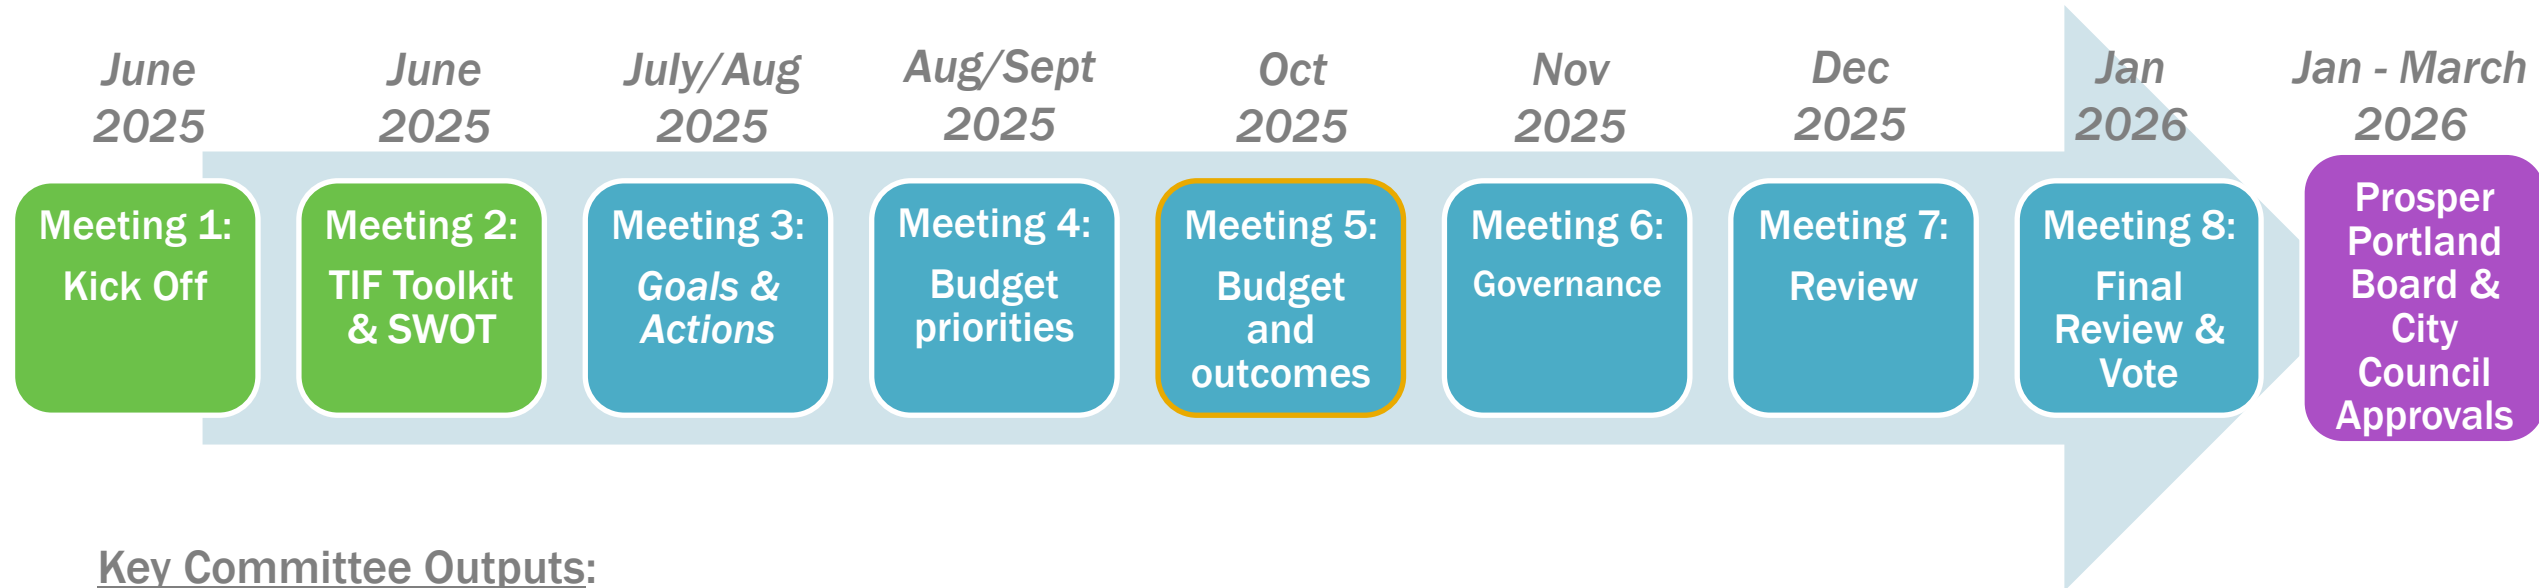 June
2025
June
2025
July/Aug
2025
Aug/Sept
2025
Oct
2025
Nov
2025
Dec
2025
Jan
2026
Jan - March
2026
Meeting 1:
Kick Off
Meeting 2:
TIF Toolkit
& SWOT
Meeting 3:
Goals &
Actions
Meeting 4:
Budget
priorities
Meeting 5:
Budget
and
outcomes
Meeting 6:
Governance
Meeting 7:
Review
Meeting 8:
Final
Review &
Vote
Prosper
Portland
Board &
City
Council
Approvals
Key Committee Outputs: